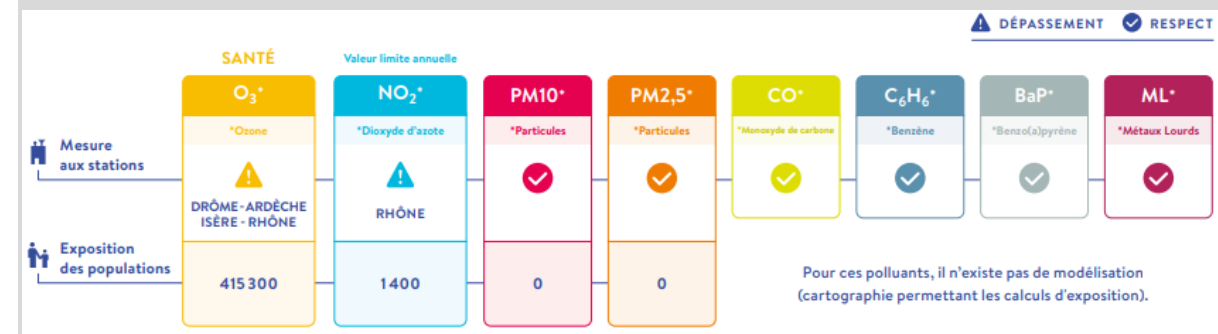 DÉPASSEMENT RESPECT
SANTÉ Valeur limite annuelle
O₃* NO₂* PM10* PM2,5* CO* C₆H₆* BaP* ML*
*Ozone *Dioxyde d'azote *Particules *Particules *Monoxyde de carbone *Benzène *Benzo(a)pyrène *Métaux Lourds
Mesure
aux stations
DRÔME-ARDÈCHE
ISÈRE - RHÔNE
RHÔNE
Exposition
des populations
415 300 1400 0 0
Pour ces polluants, il n'existe pas de modélisation
(cartographie permettant les calculs d'exposition).